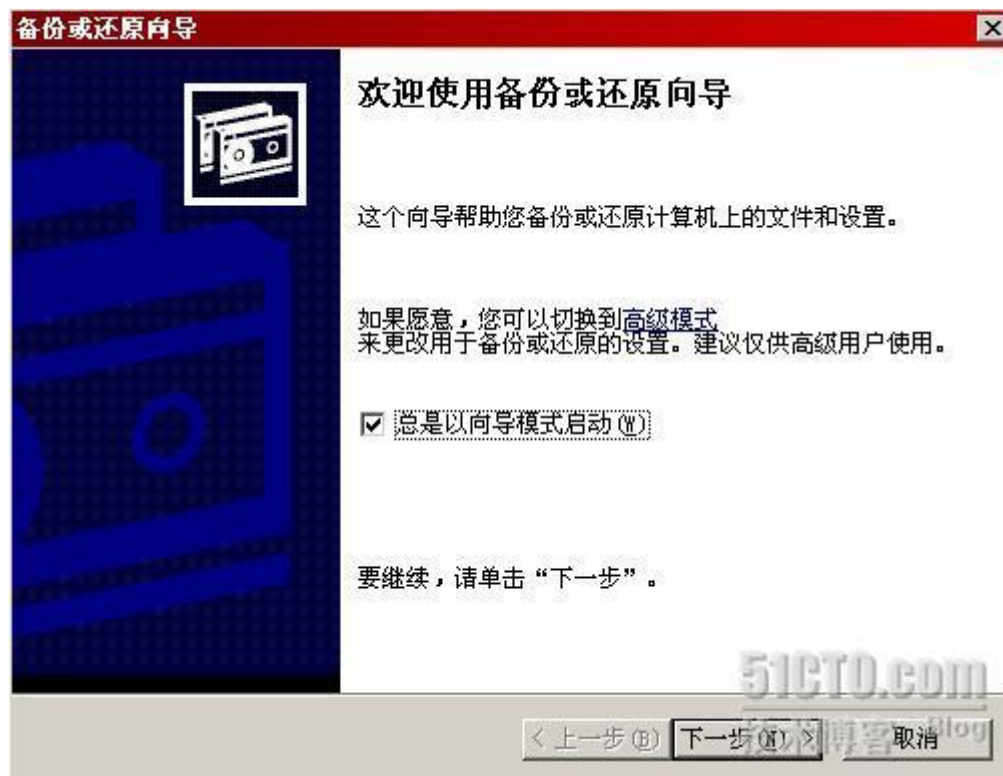 备份或还原向导
欢迎使用备份或还原向导
这个向导帮助您备份或还原计算机上的文件和设置。
如果愿意，您可以切换到高级模式
来更改用于备份或还原的设置。建议仅供高级用户使用。
总是以向导模式启动(W)
要继续，请单击“下一步”。
51CTO.com
技术博客 Blog
< 上一步(B) 下一步(N) > 取消